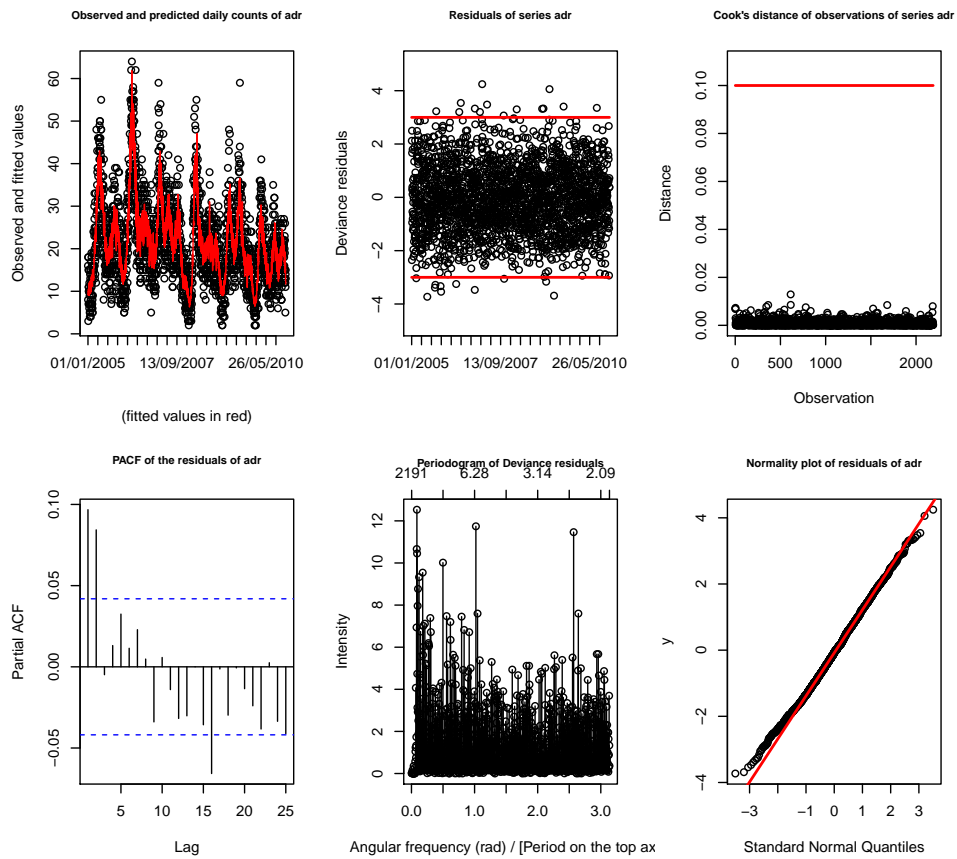 Observed and predicted daily counts of adr
Observed and fitted values
60
50
40
30
20
10
0
01/01/2005 13/09/2007 26/05/2010
(fitted values in red)
Residuals of series adr
Deviance residuals
4
2
0
−2
−4
01/01/2005 13/09/2007 26/05/2010
Cook's distance of observations of series adr
Distance
0.10
0.08
0.06
0.04
0.02
0.00
0 500 1000 2000
Observation
PACF of the residuals of adr
Partial ACF
0.10
0.05
0.00
−0.05
5 10 15 20 25
Lag
Periodogram of Deviance residuals
2191 6.28 3.14 2.09
Intensity
12
10
8
6
4
2
0
0.0 1.0 2.0 3.0
Angular frequency (rad) / [Period on the top ax
Normality plot of residuals of adr
y
4
2
0
−2
−4
−3 −2 −1 0 1 2 3
Standard Normal Quantiles